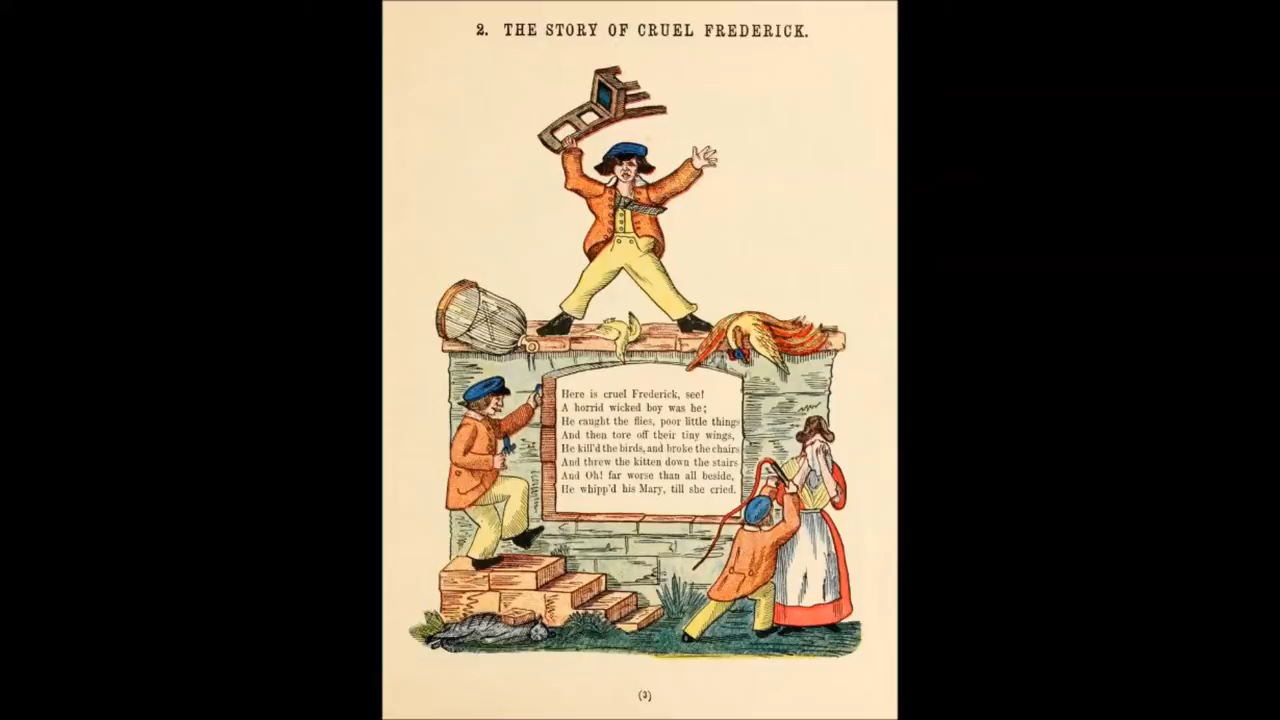 2. THE STORY OF CRUEL FREDERICK.
Here is cruel Frederick, see!
A horrid wicked boy was he;
He caught the flies, poor little things
And then tore off their tiny wings,
He kill'd the birds, and broke the chairs
And threw the kitten down the stairs
And Oh! far worse than all beside,
He whipp'd his Mary, till she cried.
(3)